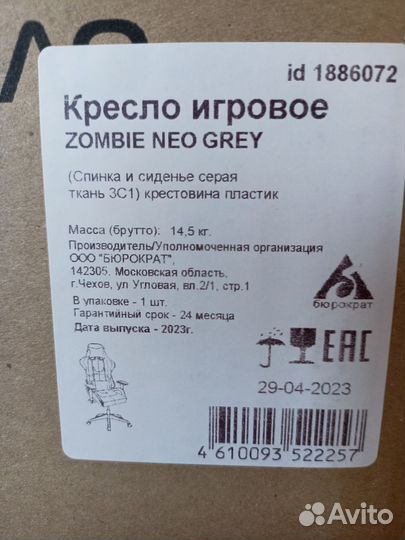 id 1886072
Кресло игровое
ZOMBIE NEO GREY
(Спинка и сиденье серая
ткань 3С1) крестовина пластик
Масса (брутто): 14,5 кг.
Производитель/Уполномоченная организация
ООО "БЮРОКРАТ",
142305. Московская область,
г.Чехов, ул Угловая, вл.2/1, стр.1
В упаковке - 1 шт.
Гарантийный срок - 24 месяца
Дата выпуска - 2023г.
бюрократ
EAC
29-04-2023
4 610093 522257
Avito